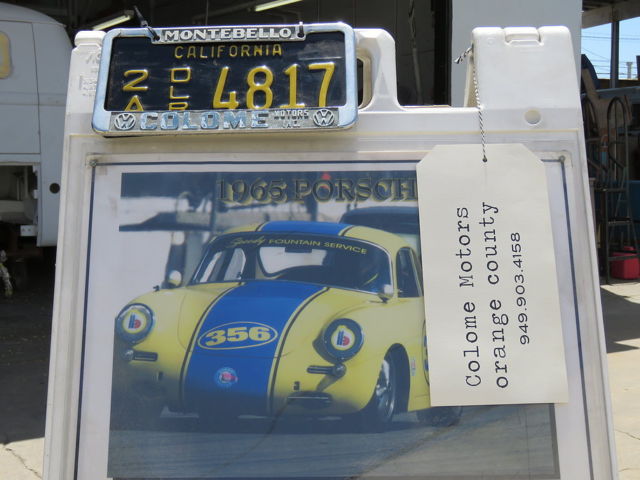 MONTEBELLO
CALIFORNIA
2 DLR 4817
A
COLOME MOTORS
1965 PORSCH
Speedy FOUNTAIN SERVICE
356
Colome Motors
orange county
949.903.4158